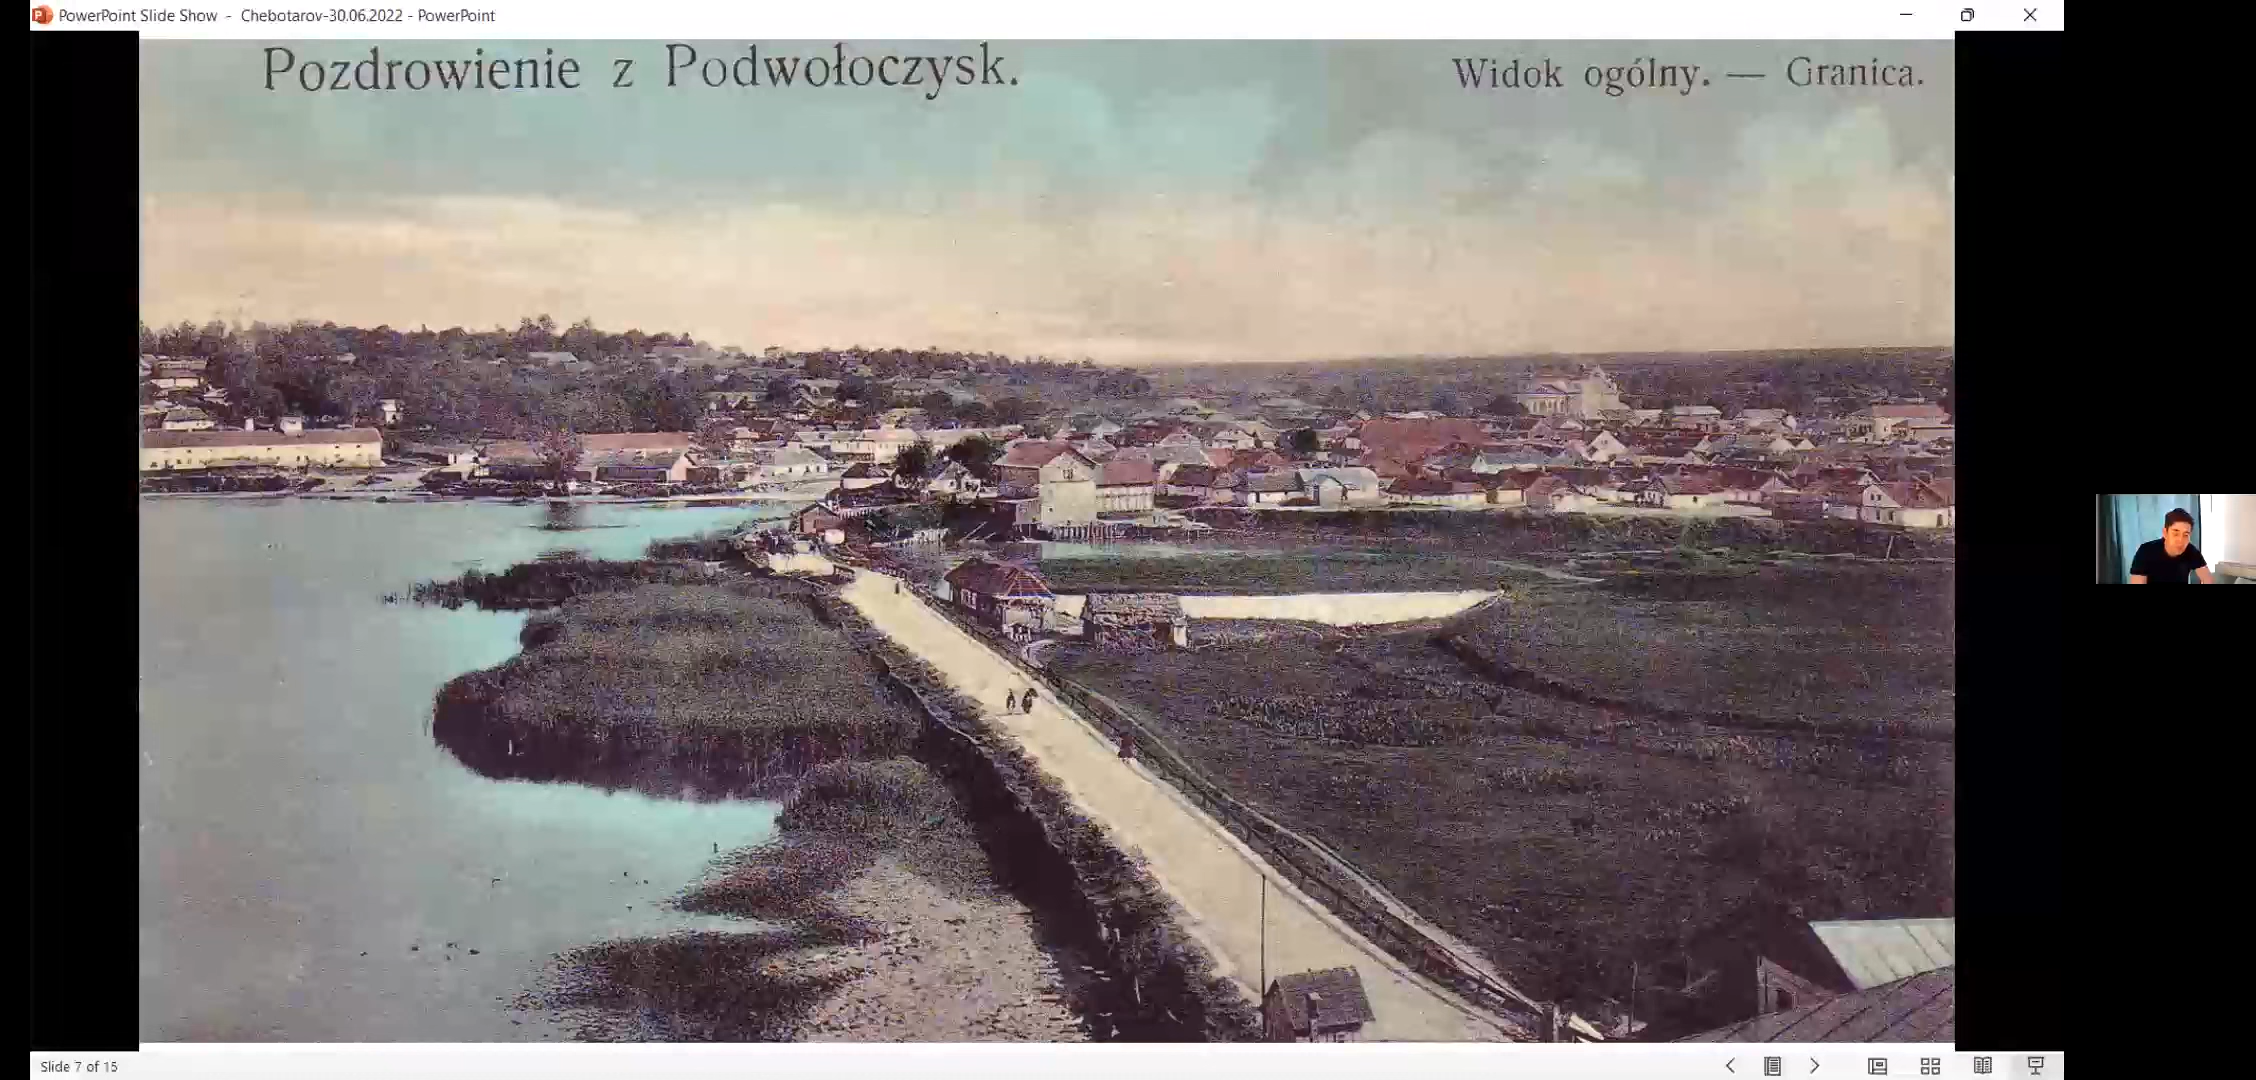 PowerPoint Slide Show - Chebotarov-30.06.2022 - PowerPoint
Pozdrowienie z Podwołoczysk.
Widok ogólny. — Granica.
Slide 7 of 15